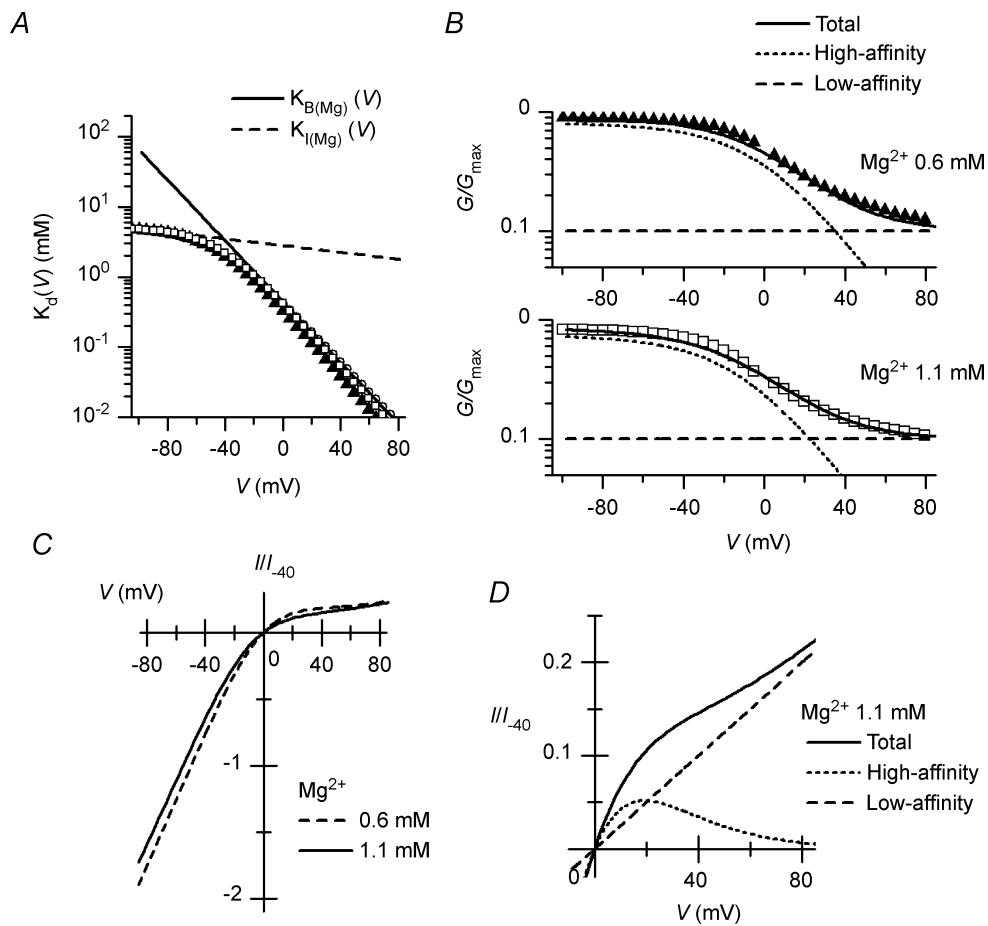 A
K_B(Mg) (V)
K_I(Mg) (V)
10^2
10^1
10^0
10^-1
10^-2
K_d(V) (mM)
-80 -40 0 40 80
V (mV)
B
Total
High-affinity
Low-affinity
0
0.1
G/G_max
Mg^2+ 0.6 mM
-80 -40 0 40 80
0
0.1
G/G_max
Mg^2+ 1.1 mM
-80 -40 0 40 80
V (mV)
C
I/I_-40
V (mV)
-80 -40 0 40 80
-1
-2
Mg^2+
0.6 mM
1.1 mM
D
0.2
0.1
I/I_-40
Mg^2+ 1.1 mM
Total
High-affinity
Low-affinity
0 40 80
V (mV)